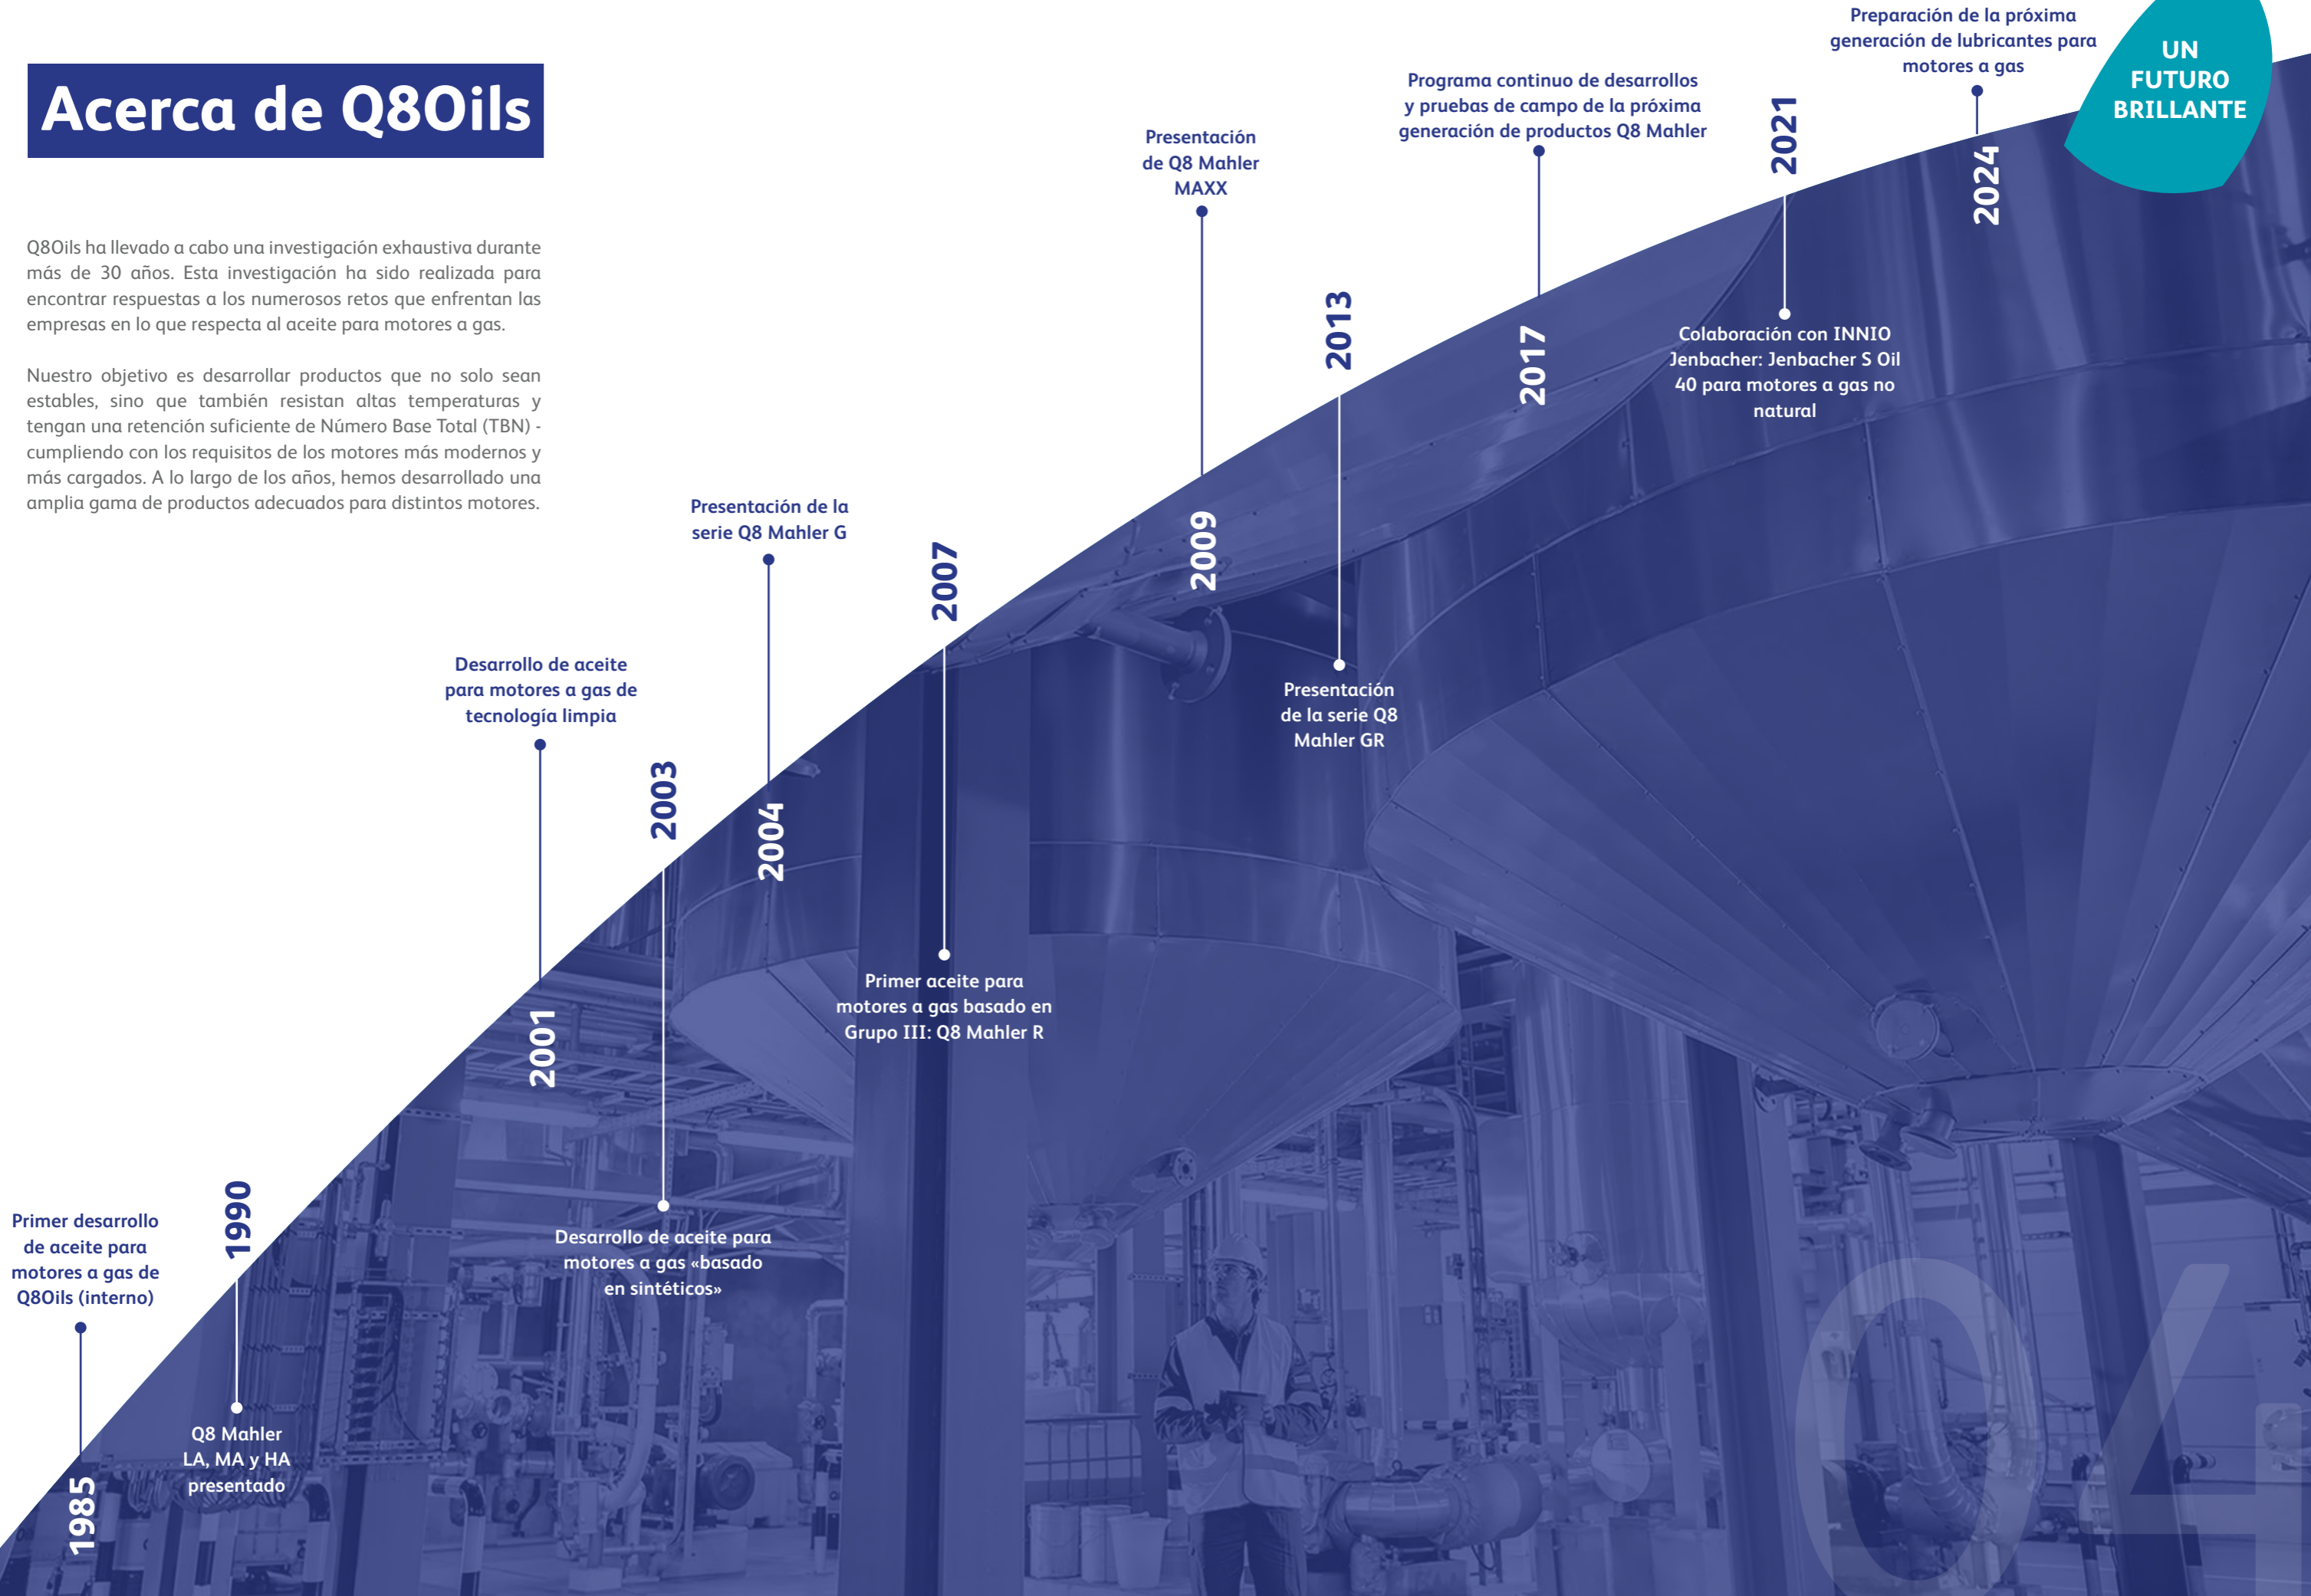 Acerca de Q8Oils
Q8Oils ha llevado a cabo una investigación exhaustiva durante
más de 30 años. Esta investigación ha sido realizada para
encontrar respuestas a los numerosos retos que enfrentan las
empresas en lo que respecta al aceite para motores a gas.
Nuestro objetivo es desarrollar productos que no solo sean
estables, sino que también resistan altas temperaturas y
tengan una retención suficiente de Número Base Total (TBN) -
cumpliendo con los requisitos de los motores más modernos y
más cargados. A lo largo de los años, hemos desarrollado una
amplia gama de productos adecuados para distintos motores.
Primer desarrollo
de aceite para
motores a gas de
Q8Oils (interno)
1985
1990
Q8 Mahler
LA, MA y HA
presentado
Desarrollo de aceite
para motores a gas de
tecnología limpia
2001
2003
Desarrollo de aceite para
motores a gas «basado
en sintéticos»
Presentación de la
serie Q8 Mahler G
2004
2007
Primer aceite para
motores a gas basado en
Grupo III: Q8 Mahler R
Presentación
de Q8 Mahler
MAXX
2009
2013
Presentación
de la serie Q8
Mahler GR
Programa continuo de desarrollos
y pruebas de campo de la próxima
generación de productos Q8 Mahler
2017
2021
Colaboración con INNIO
Jenbacher: Jenbacher S Oil
40 para motores a gas no
natural
Preparación de la próxima
generación de lubricantes para
motores a gas
2024
UN
FUTURO
BRILLANTE
04